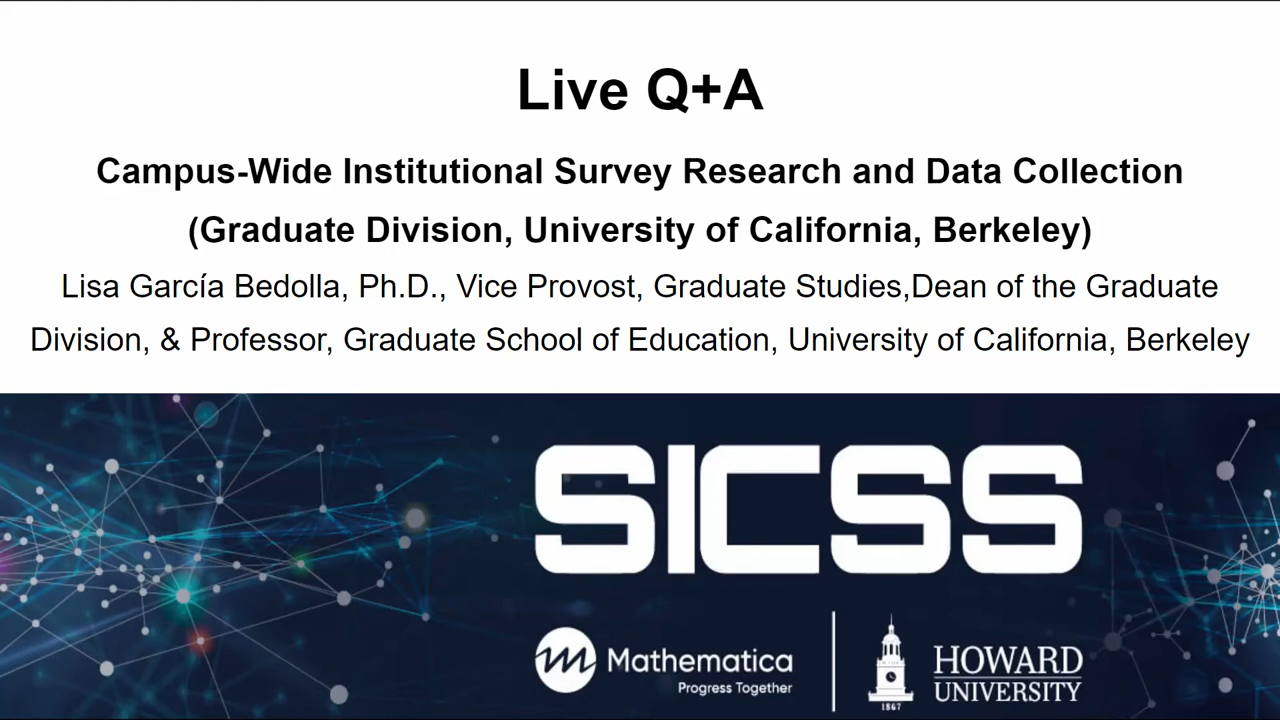 Live Q+A
Campus-Wide Institutional Survey Research and Data Collection
(Graduate Division, University of California, Berkeley)
Lisa García Bedolla, Ph.D., Vice Provost, Graduate Studies,Dean of the Graduate
Division, & Professor, Graduate School of Education, University of California, Berkeley
SICSS
Mathematica
Progress Together
HOWARD
UNIVERSITY
1867